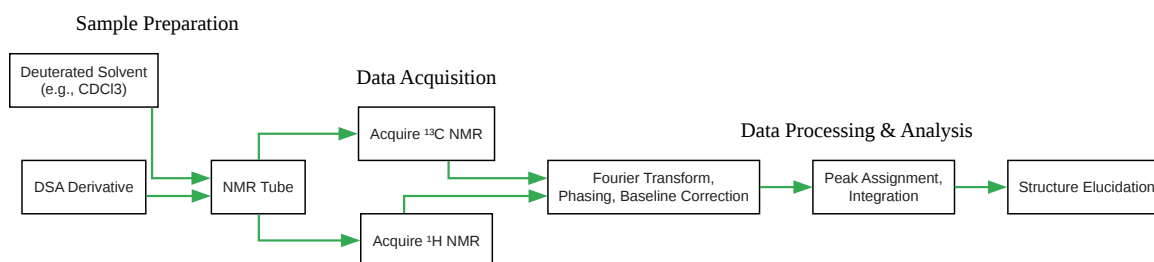 Sample Preparation
Deuterated Solvent
(e.g., CDCl3)
DSA Derivative
NMR Tube
Data Acquisition
Acquire ¹³C NMR
Acquire ¹H NMR
Data Processing & Analysis
Fourier Transform,
Phasing, Baseline Correction
Peak Assignment,
Integration
Structure Elucidation